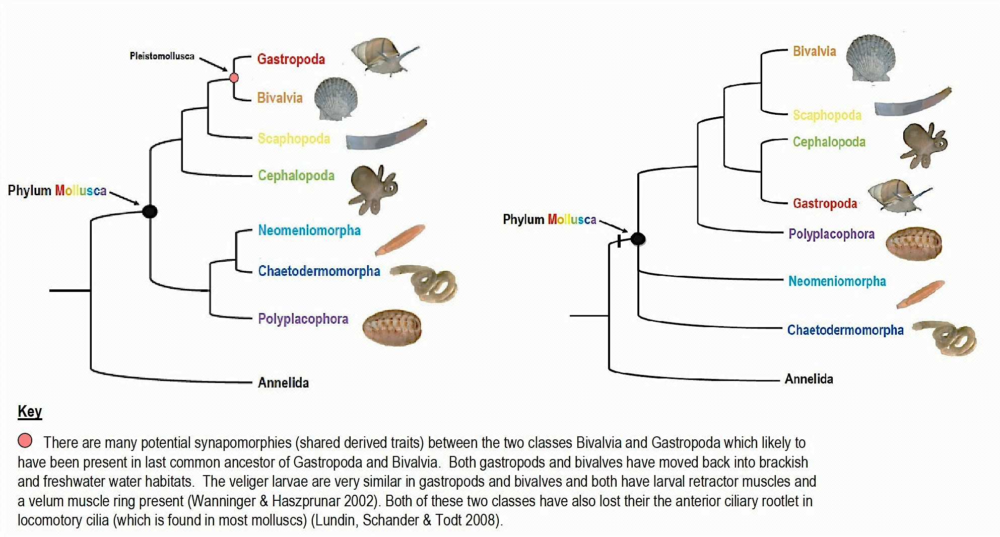 Pleistomollusca
Gastropoda
Bivalvia
Scaphopoda
Cephalopoda
Phylum Mollusca
Neomeniomorpha
Chaetodermomorpha
Polyplacophora
Annelida
Bivalvia
Scaphopoda
Cephalopoda
Gastropoda
Phylum Mollusca
Polyplacophora
Neomeniomorpha
Chaetodermomorpha
Annelida
Key
There are many potential synapomorphies (shared derived traits) between the two classes Bivalvia and Gastropoda which likely to
have been present in last common ancestor of Gastropoda and Bivalvia. Both gastropods and bivalves have moved back into brackish
and freshwater water habitats. The veliger larvae are very similar in gastropods and bivalves and both have larval retractor muscles and
a velum muscle ring present (Wanninger & Haszprunar 2002). Both of these two classes have also lost their the anterior ciliary rootlet in
locomotory cilia (which is found in most molluscs) (Lundin, Schander & Todt 2008).